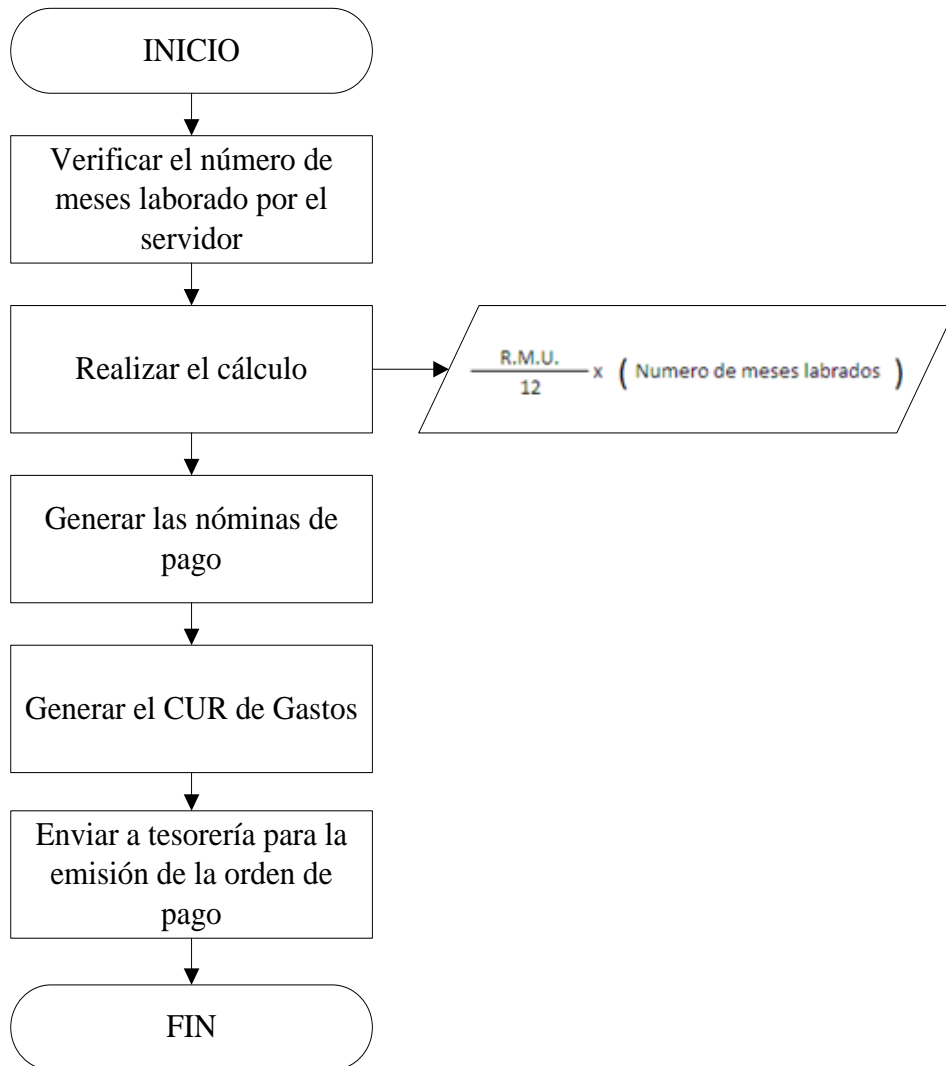 INICIO
Verificar el número de
meses laborado por el
servidor
Realizar el cálculo
R.M.U.
12
x ( Numero de meses labrados )
Generar las nóminas de
pago
Generar el CUR de Gastos
Enviar a tesorería para la
emisión de la orden de
pago
FIN